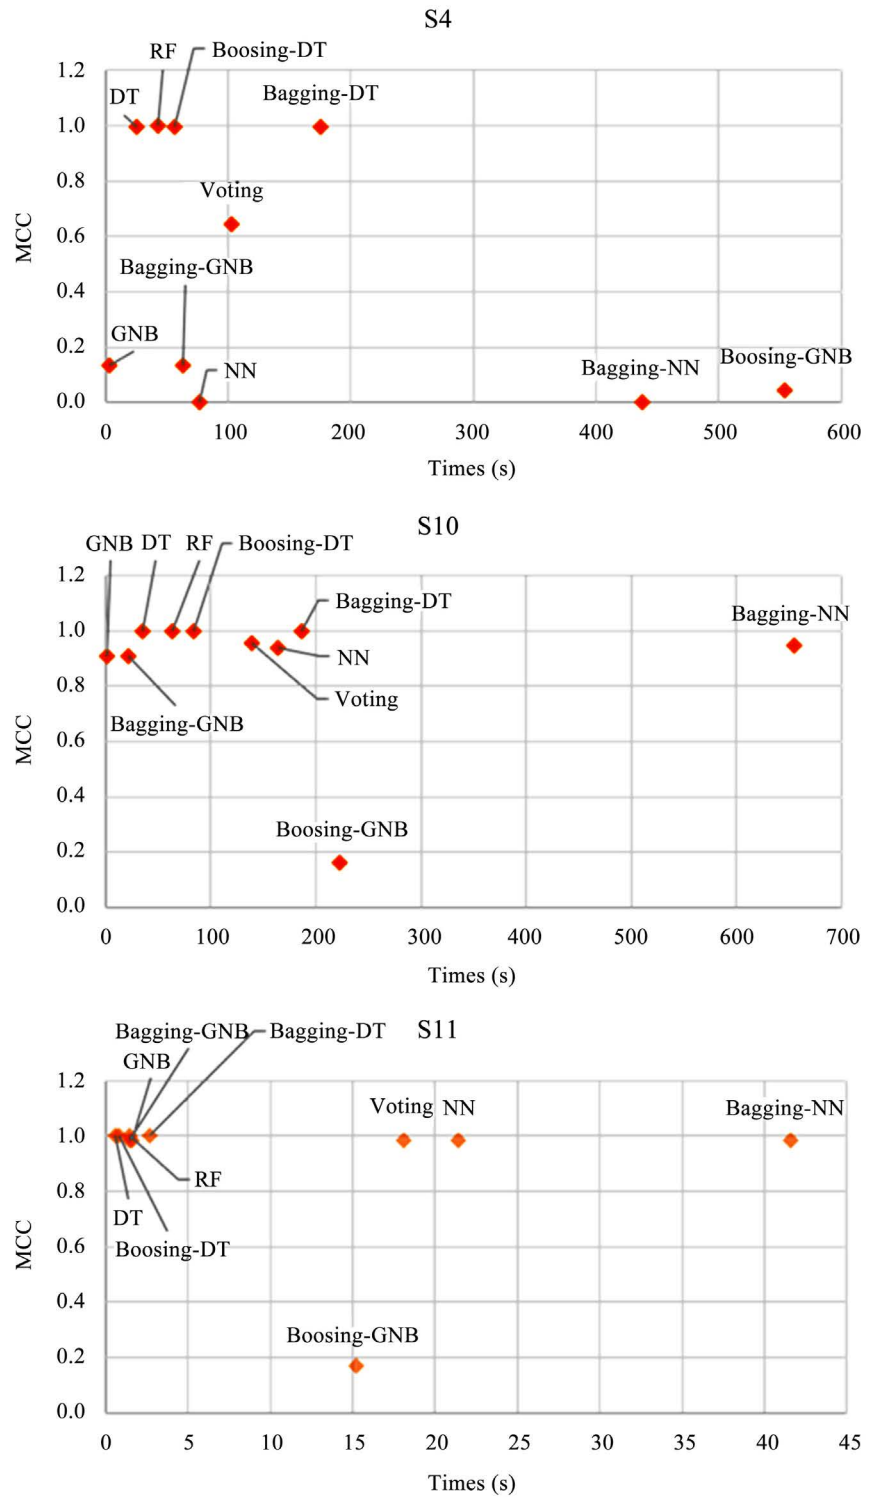 S4
RF
Boosing-DT
1.2
DT
Bagging-DT
1.0
0.8
Voting
0.6
MCC
Bagging-GNB
0.4
GNB
0.2
NN
Bagging-NN
Boosing-GNB
0.0
0 100 200 300 400 500 600
Times (s)
S10
GNB DT RF Boosing-DT
1.2
Bagging-DT
Bagging-NN
1.0
NN
0.8
Voting
Bagging-GNB
MCC
0.6
0.4
Boosing-GNB
0.2
0.0
0 100 200 300 400 500 600 700
Times (s)
S11
Bagging-GNB
Bagging-DT
GNB
1.2
Voting NN Bagging-NN
1.0
RF
0.8
DT
Boosing-DT
MCC
0.6
0.4
Boosing-GNB
0.2
0.0
0 5 10 15 20 25 30 35 40 45
Times (s)